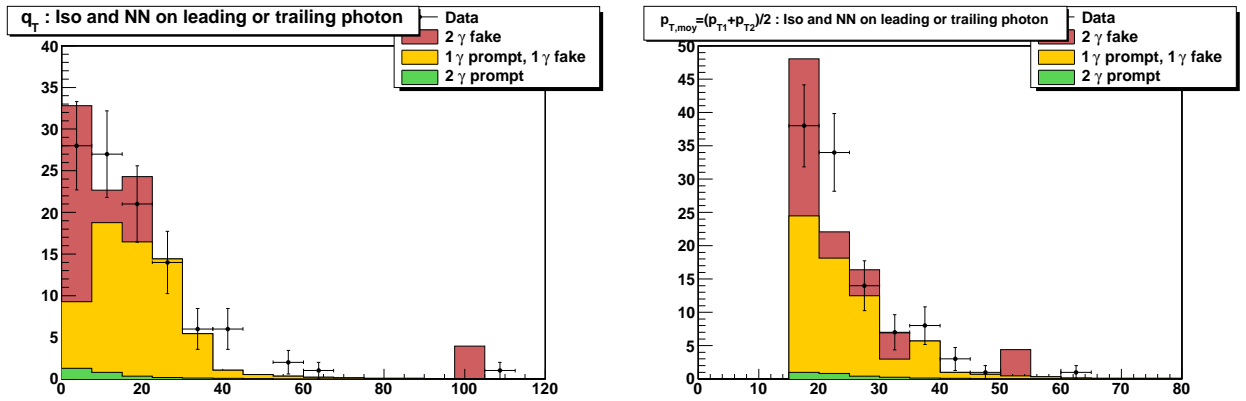 q_T : Iso and NN on leading or trailing photon
Data
2 γ fake
1 γ prompt, 1 γ fake
2 γ prompt
40
35
30
25
20
15
10
5
0
0 20 40 60 80 100 120
p_T,moy=(p_T1+p_T2)/2 : Iso and NN on leading or trailing photon
Data
2 γ fake
1 γ prompt, 1 γ fake
2 γ prompt
50
45
40
35
30
25
20
15
10
5
0
0 10 20 30 40 50 60 70 80